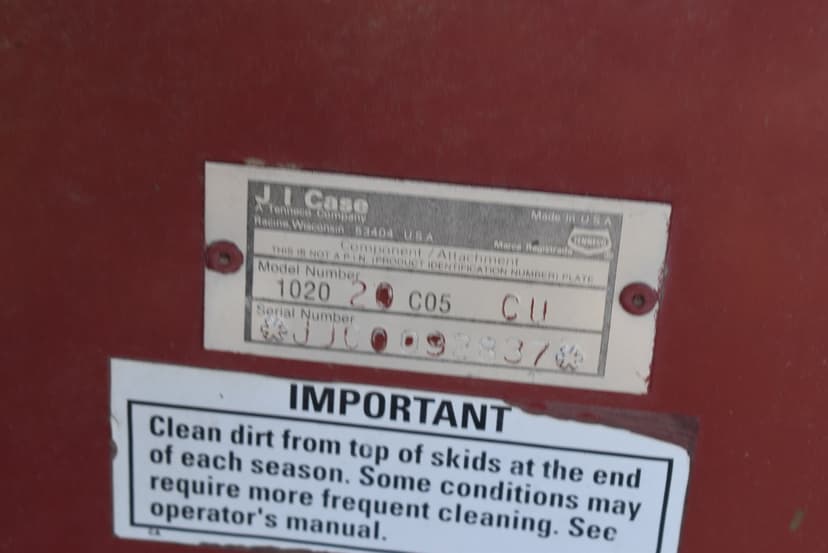 J I Case
A Tenneco Company
Racine, Wisconsin 53404 U.S.A.
Made in U.S.A.
Marca Registrada
TENNECO
Component / Attachment
THIS IS NOT A P.I.N. (PRODUCT IDENTIFICATION NUMBER) PLATE
Model Number
1020 20 C05 CU
Serial Number
IMPORTANT
Clean dirt from top of skids at the end
of each season. Some conditions may
require more frequent cleaning. See
operator's manual.